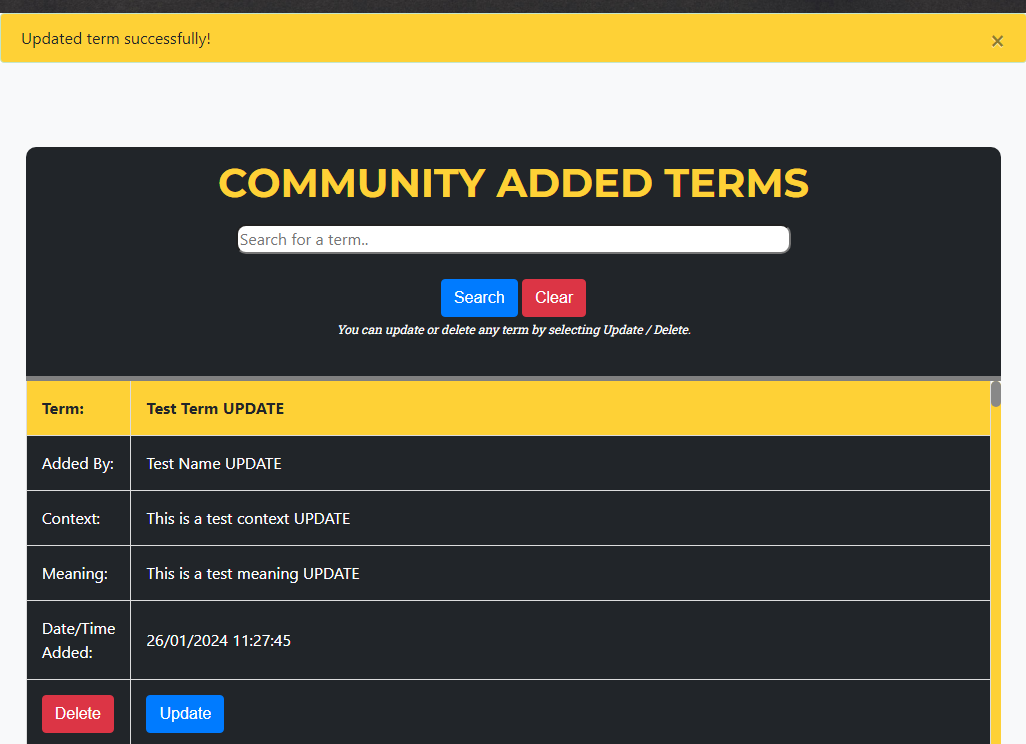 Updated term successfully!
×
COMMUNITY ADDED TERMS
Search for a term..
Search Clear
You can update or delete any term by selecting Update / Delete.
Term: Test Term UPDATE
Added By: Test Name UPDATE
Context: This is a test context UPDATE
Meaning: This is a test meaning UPDATE
Date/Time
Added: 26/01/2024 11:27:45
Delete Update